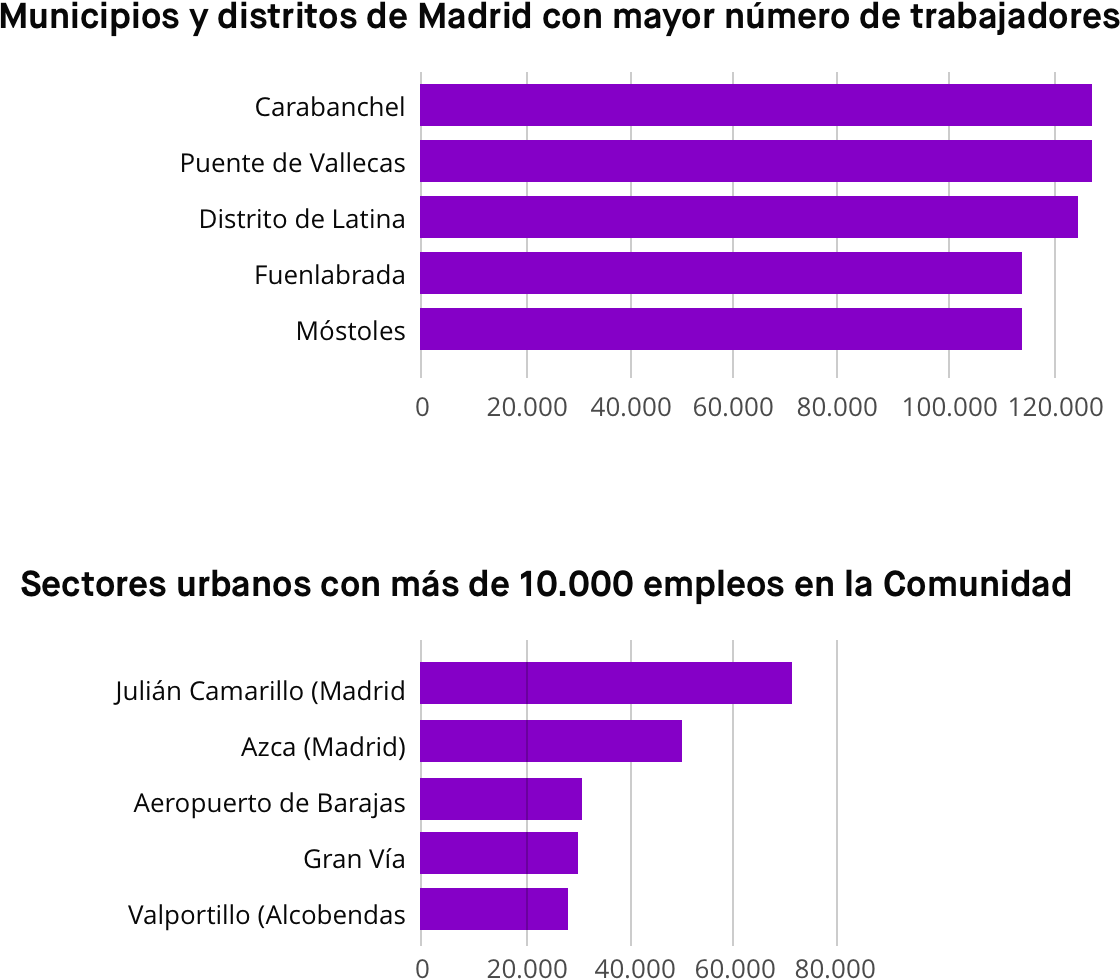 Municipios y distritos de Madrid con mayor número de trabajadores
Carabanchel
Puente de Vallecas
Distrito de Latina
Fuenlabrada
Móstoles
0 20.000 40.000 60.000 80.000 100.000 120.000
Sectores urbanos con más de 10.000 empleos en la Comunidad
Julián Camarillo (Madrid
Azca (Madrid)
Aeropuerto de Barajas
Gran Vía
Valportillo (Alcobendas
0 20.000 40.000 60.000 80.000